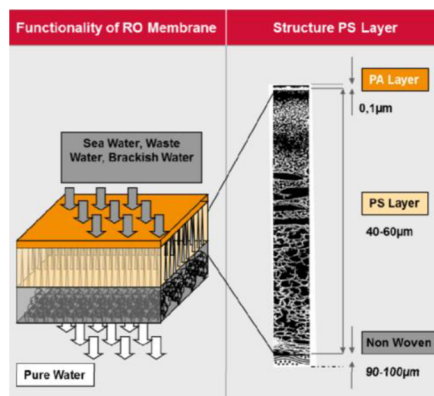 Functionality of RO Membrane
Structure PS Layer
Sea Water, Waste
Water, Brackish Water
Pure Water
PA Layer
0,1µm
PS Layer
40-60µm
Non Woven
90-100µm